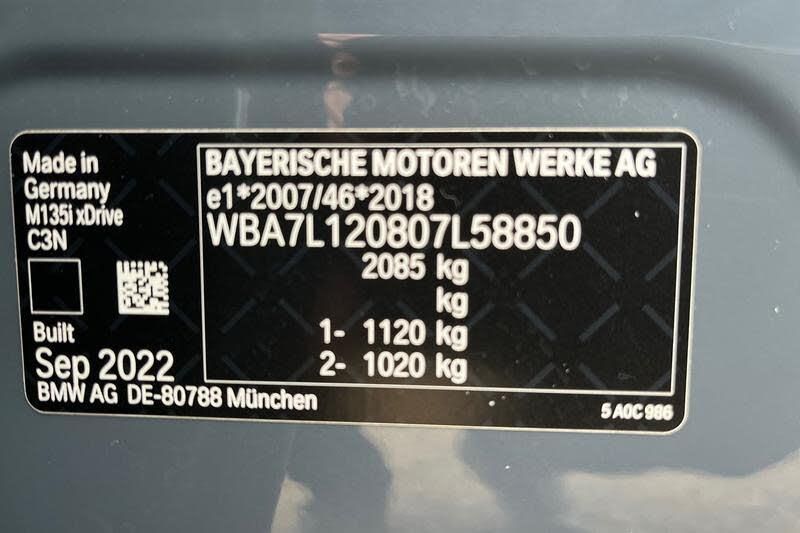 Made in
Germany
M135i xDrive
C3N
Built
Sep 2022
BMW AG DE-80788 München
BAYERISCHE MOTOREN WERKE AG
e1*2007/46*2018
WBA7L120807L58850
2085 kg
kg
1- 1120 kg
2- 1020 kg
5 A0C 986